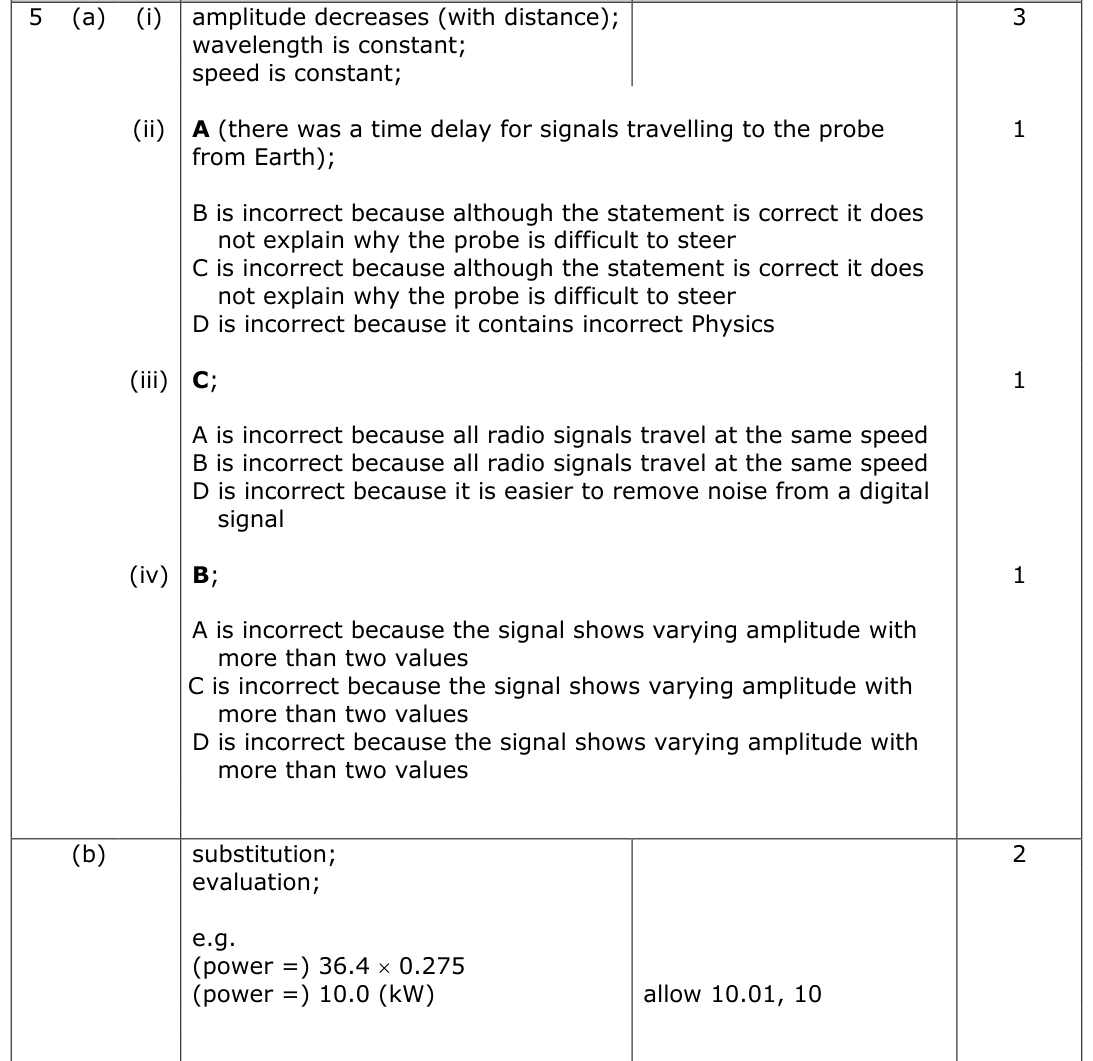 5 (a) (i) amplitude decreases (with distance); 3
wavelength is constant;
speed is constant;
(ii) A (there was a time delay for signals travelling to the probe 1
from Earth);
B is incorrect because although the statement is correct it does
not explain why the probe is difficult to steer
C is incorrect because although the statement is correct it does
not explain why the probe is difficult to steer
D is incorrect because it contains incorrect Physics
(iii) C; 1
A is incorrect because all radio signals travel at the same speed
B is incorrect because all radio signals travel at the same speed
D is incorrect because it is easier to remove noise from a digital
signal
(iv) B; 1
A is incorrect because the signal shows varying amplitude with
more than two values
C is incorrect because the signal shows varying amplitude with
more than two values
D is incorrect because the signal shows varying amplitude with
more than two values
(b) substitution; 2
evaluation;
e.g.
(power =) 36.4 × 0.275
(power =) 10.0 (kW) allow 10.01, 10